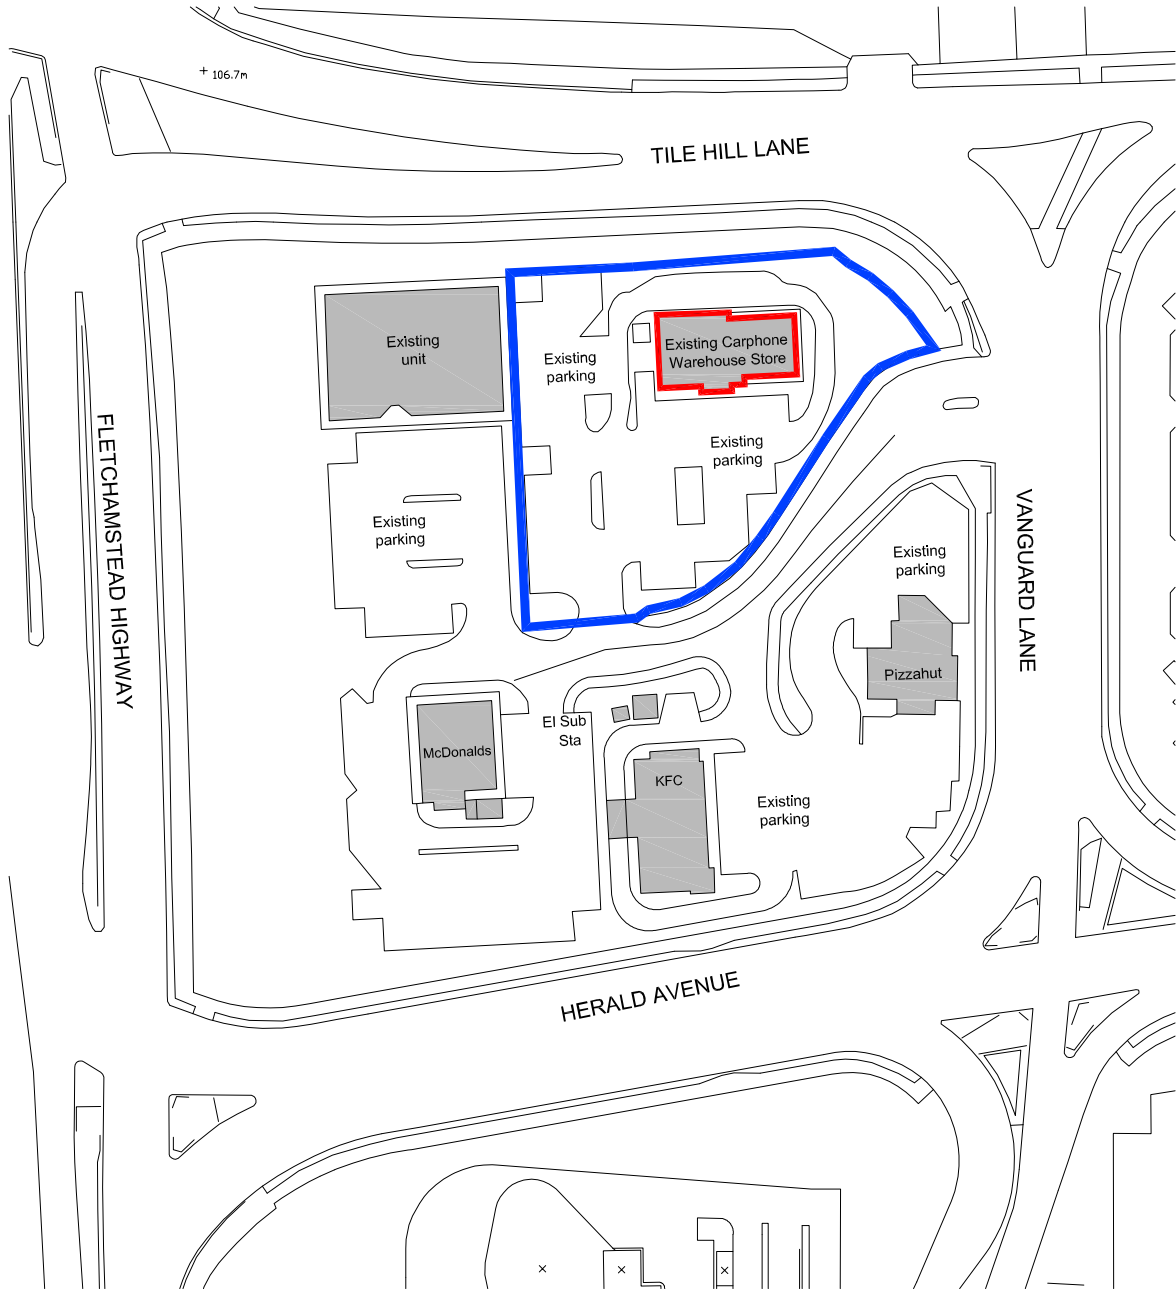 106.7m
TILE HILL LANE
Existing
unit
Existing Carphone
Warehouse Store
Existing
parking
Existing
parking
FLETCHAMSTEAD HIGHWAY
Existing
parking
VANGUARD LANE
Existing
parking
Pizzahut
El Sub
Sta
McDonalds
KFC
Existing
parking
HERALD AVENUE